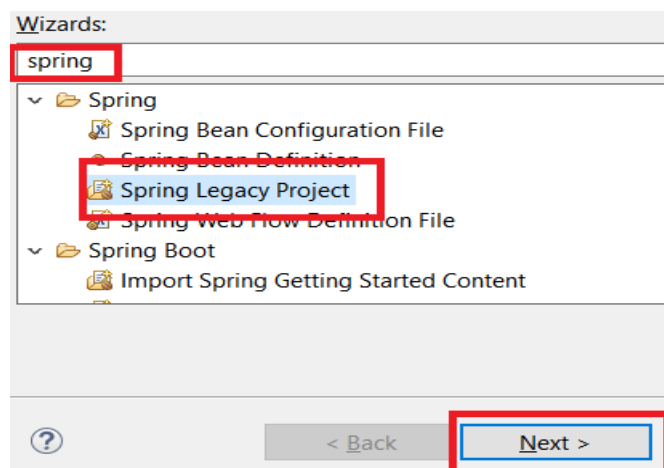 Wizards:
spring
Spring
Spring Bean Configuration File
Spring Bean Definition
Spring Legacy Project
Spring Web Flow Definition File
Spring Boot
Import Spring Getting Started Content
?
< Back
Next >